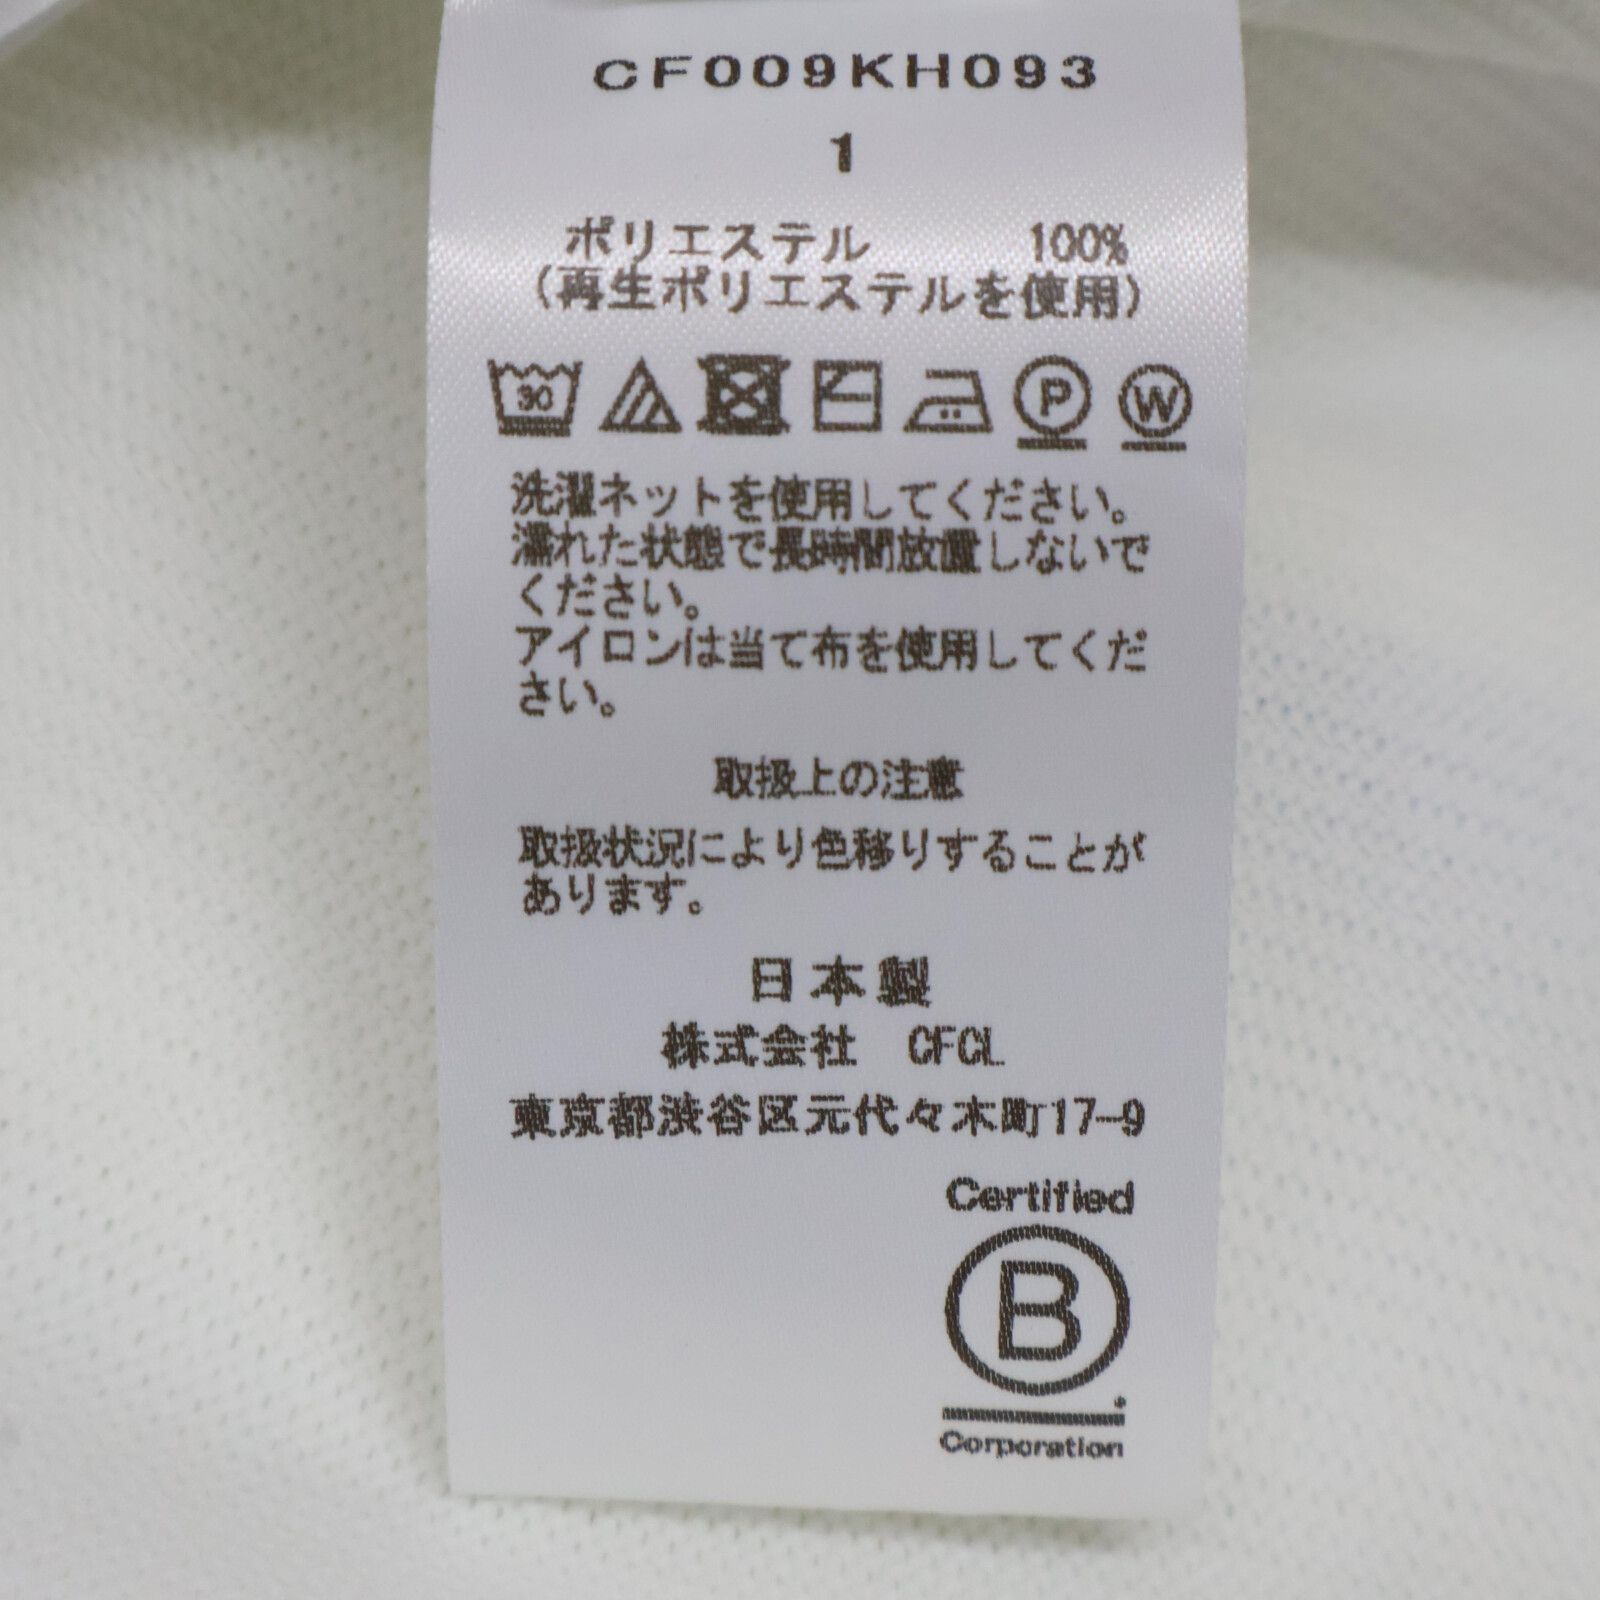 CF009KH093
1
ポリエステル 100%
(再生ポリエステルを使用)
30 P W
洗濯ネットを使用してください。
濡れた状態で長時間放置しないで
ください。
アイロンは当て布を使用してくだ
さい。
取扱上の注意
取扱状況により色移りすることが
あります。
日本製
株式会社 CFCL
東京都渋谷区元代々木町17-9
Certified
B
Corporation